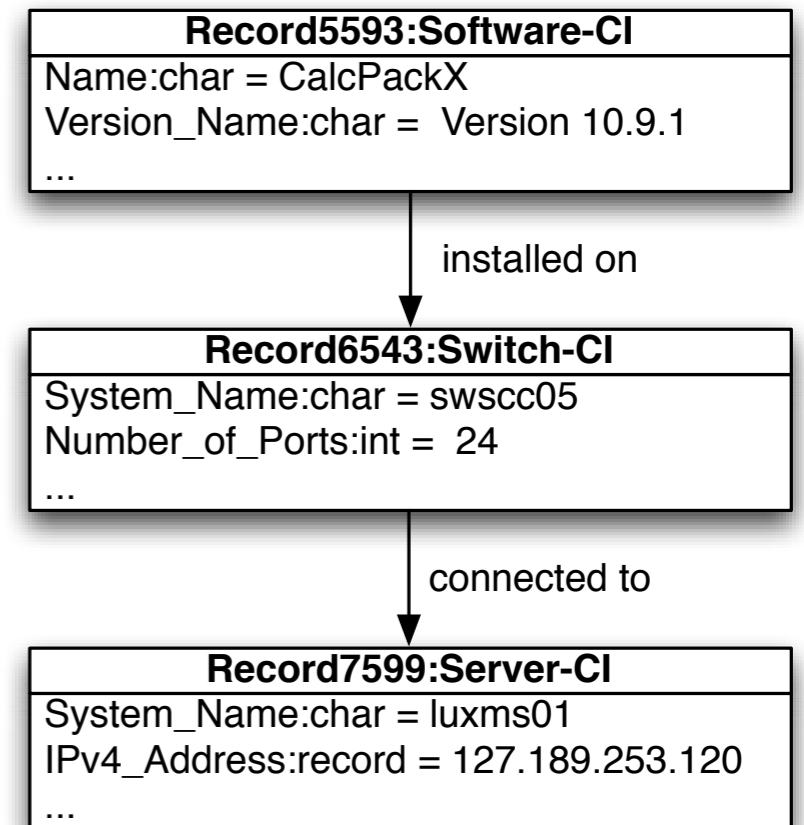 Record5593:Software-CI
Name:char = CalcPackX
Version_Name:char =  Version 10.9.1
...
installed on
Record6543:Switch-CI
System_Name:char = swscc05
Number_of_Ports:int =  24
...
connected to
Record7599:Server-CI
System_Name:char = luxms01
IPv4_Address:record = 127.189.253.120
...